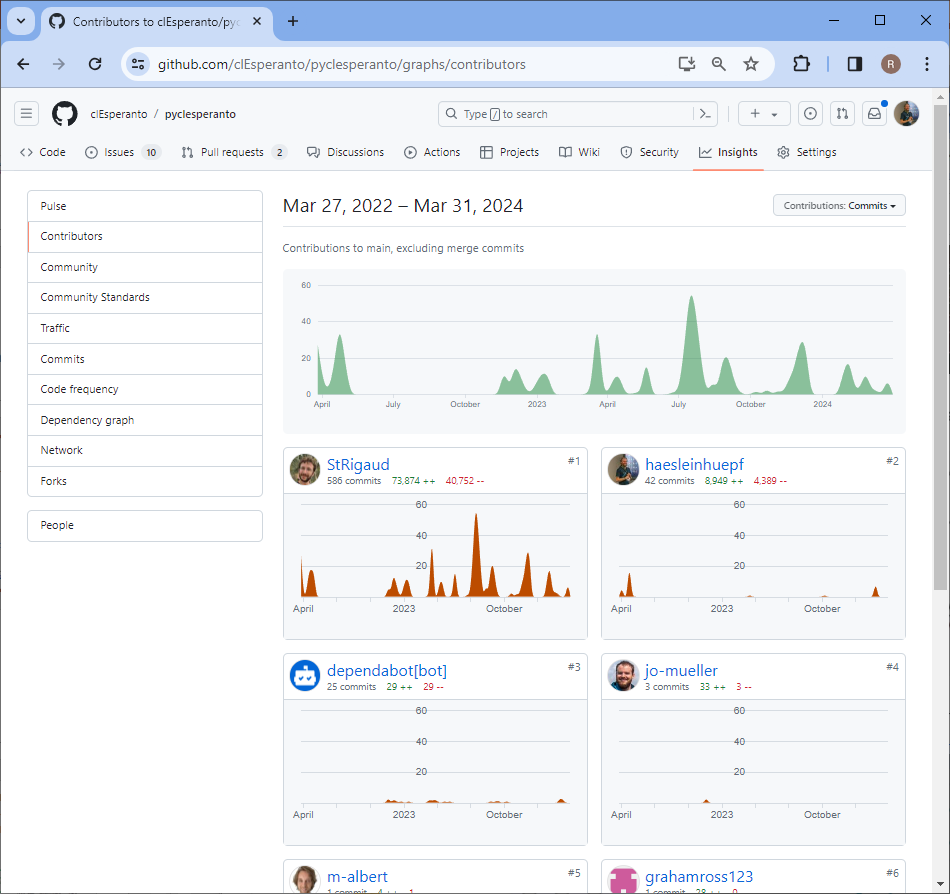 Contributors to clEsperanto/pyc
github.com/clEsperanto/pyclesperanto/graphs/contributors
R
clEsperanto / pyclesperanto
Type / to search
Code Issues 10 Pull requests 2 Discussions Actions Projects Wiki Security Insights Settings
Pulse
Contributors
Community
Community Standards
Traffic
Commits
Code frequency
Dependency graph
Network
Forks
People
Mar 27, 2022 – Mar 31, 2024
Contributions: Commits
Contributions to main, excluding merge commits
60
40
20
0
April July October 2023 April July October 2024
StRigaud #1
586 commits 73,874 ++ 40,752 --
60
40
20
April 2023 October
haesleinhuepf #2
42 commits 8,949 ++ 4,389 --
60
40
20
April 2023 October
dependabot[bot] #3
25 commits 29 ++ 29 --
60
40
20
April 2023 October
jo-mueller #4
3 commits 33 ++ 3 --
60
40
20
April 2023 October
m-albert #5
1 commit 4 ++ 1
grahamross123 #6
1 commit 28 ++ 0